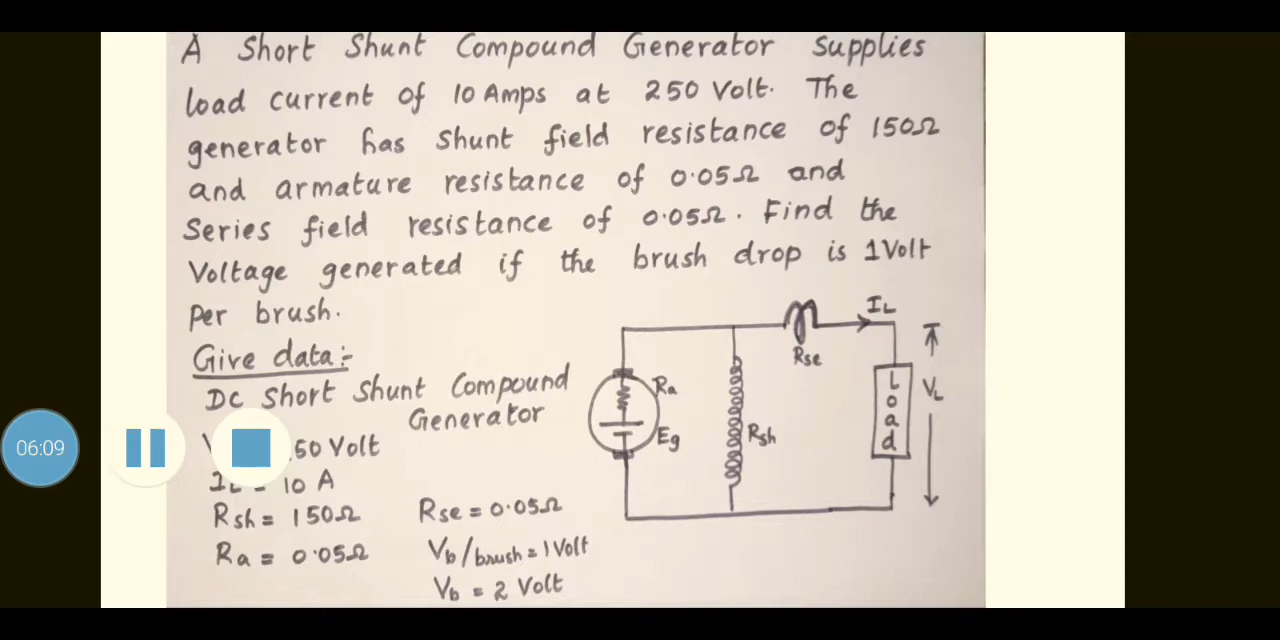 A Short Shunt Compound Generator Supplies
load current of 10 Amps at 250 Volt. The
generator has Shunt field resistance of 150Ω
and armature resistance of 0.05Ω and
Series field resistance of 0.05Ω. Find the
Voltage generated if the brush drop is 1Volt
Per brush.
Give data:-
DC Short Shunt Compound
Generator
50 Volt
IL = 10 A
Rsh = 150Ω
Ra = 0.05Ω
Rse = 0.05Ω
Vb/brush = 1 Volt
Vb = 2 Volt
Ra
Eg
Rsh
Rse
IL
VL
Load
06:09